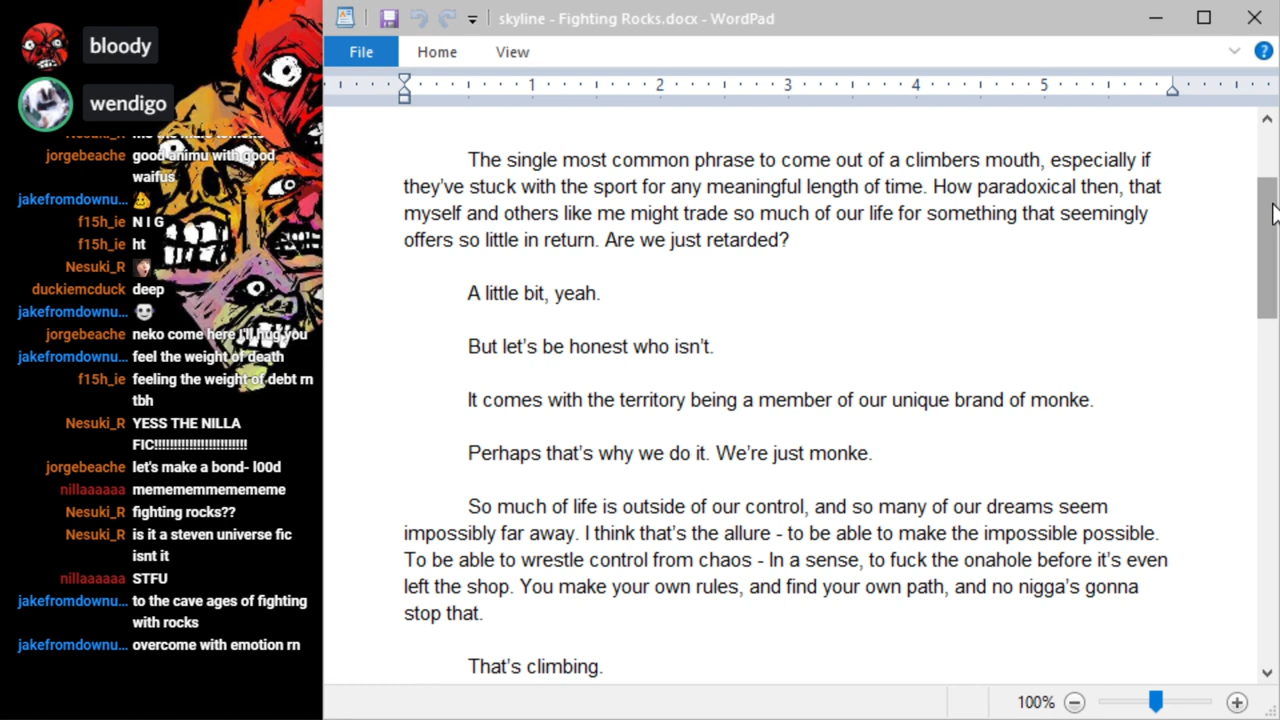 bloody
wendigo
jorgebeache good animu with good
waifus
jakefromdownu...
f15h_ie N I G
f15h_ie ht
Nesuki_R
duckiemcduck deep
jakefromdownu...
jorgebeache neko come here I'll hug you
jakefromdownu... feel the weight of death
f15h_ie feeling the weight of debt rn
tbh
Nesuki_R YESS THE NILLA
FIC!!!!!!!!!!!!!!!!!!!!!!!!
jorgebeache let's make a bond- l00d
nillaaaaaa memememmemememe
Nesuki_R fighting rocks??
Nesuki_R is it a steven universe fic
isnt it
nillaaaaaa STFU
jakefromdownu... to the cave ages of fighting
with rocks
jakefromdownu... overcome with emotion rn
skyline - Fighting Rocks.docx - WordPad
File Home View
1 2 3 4 5
The single most common phrase to come out of a climbers mouth, especially if
they've stuck with the sport for any meaningful length of time. How paradoxical then, that
myself and others like me might trade so much of our life for something that seemingly
offers so little in return. Are we just retarded?
A little bit, yeah.
But let's be honest who isn't.
It comes with the territory being a member of our unique brand of monke.
Perhaps that's why we do it. We're just monke.
So much of life is outside of our control, and so many of our dreams seem
impossibly far away. I think that's the allure - to be able to make the impossible possible.
To be able to wrestle control from chaos - In a sense, to fuck the onahole before it's even
left the shop. You make your own rules, and find your own path, and no nigga's gonna
stop that.
That's climbing.
100%